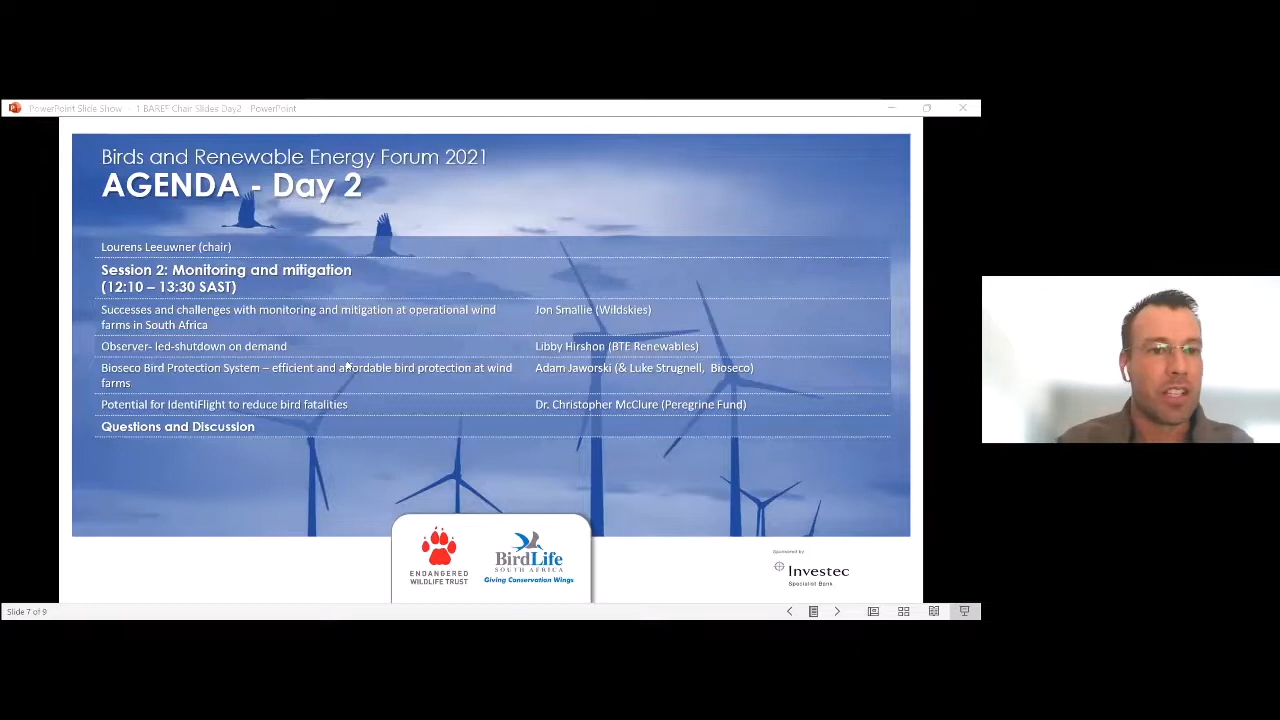 PowerPoint Slide Show - 1 BAREF Chair Slides Day2 - PowerPoint
Birds and Renewable Energy Forum 2021
AGENDA - Day 2
Lourens Leeuwner (chair)
Session 2: Monitoring and mitigation
(12:10 – 13:30 SAST)
Successes and challenges with monitoring and mitigation at operational wind
farms in South Africa
Jon Smallie (Wildskies)
Observer- led-shutdown on demand
Libby Hirshon (BTE Renewables)
Bioseco Bird Protection System – efficient and affordable bird protection at wind
farms
Adam Jaworski (& Luke Strugnell, Bioseco)
Potential for IdentiFlight to reduce bird fatalities
Dr. Christopher McClure (Peregrine Fund)
Questions and Discussion
ENDANGERED
WILDLIFE TRUST
BirdLife
SOUTH AFRICA
Giving Conservation Wings
Sponsored by
Investec
Specialist Bank
Slide 7 of 9